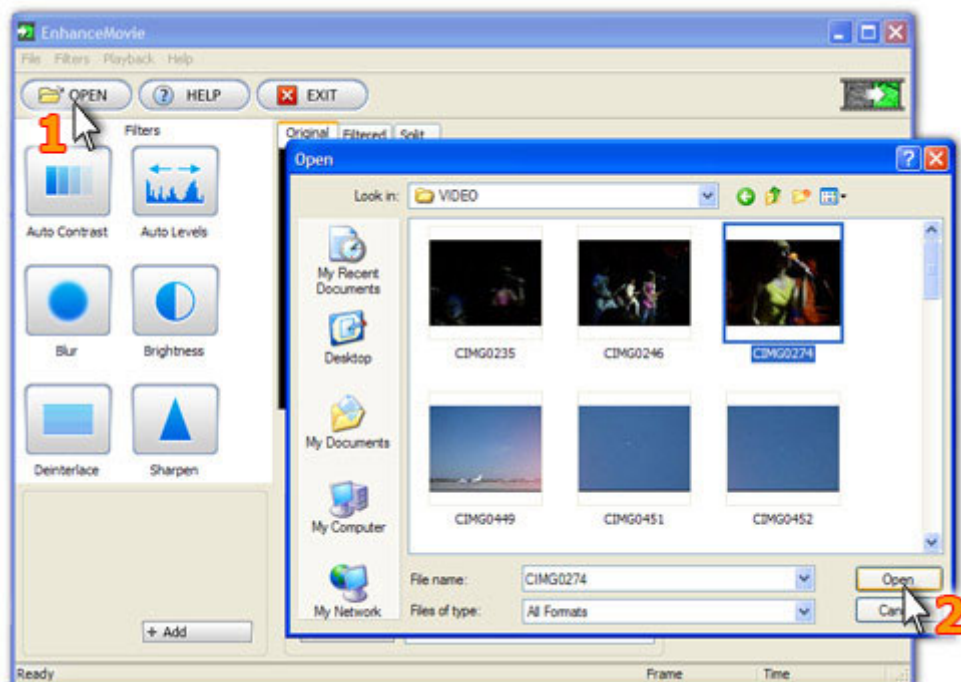 EnhanceMovie
File Filters Playback Help
OPEN HELP EXIT
1
Filters
Original Filtered Split
Auto Contrast Auto Levels
Blur Brightness
Deinterlace Sharpen
+ Add
Ready Frame Time
Open
Look in: VIDEO
My Recent
Documents
Desktop
My Documents
My Computer
My Network
CIMG0235 CIMG0246 CIMG0274
CIMG0449 CIMG0451 CIMG0452
File name: CIMG0274 Open
Files of type: All Formats
2